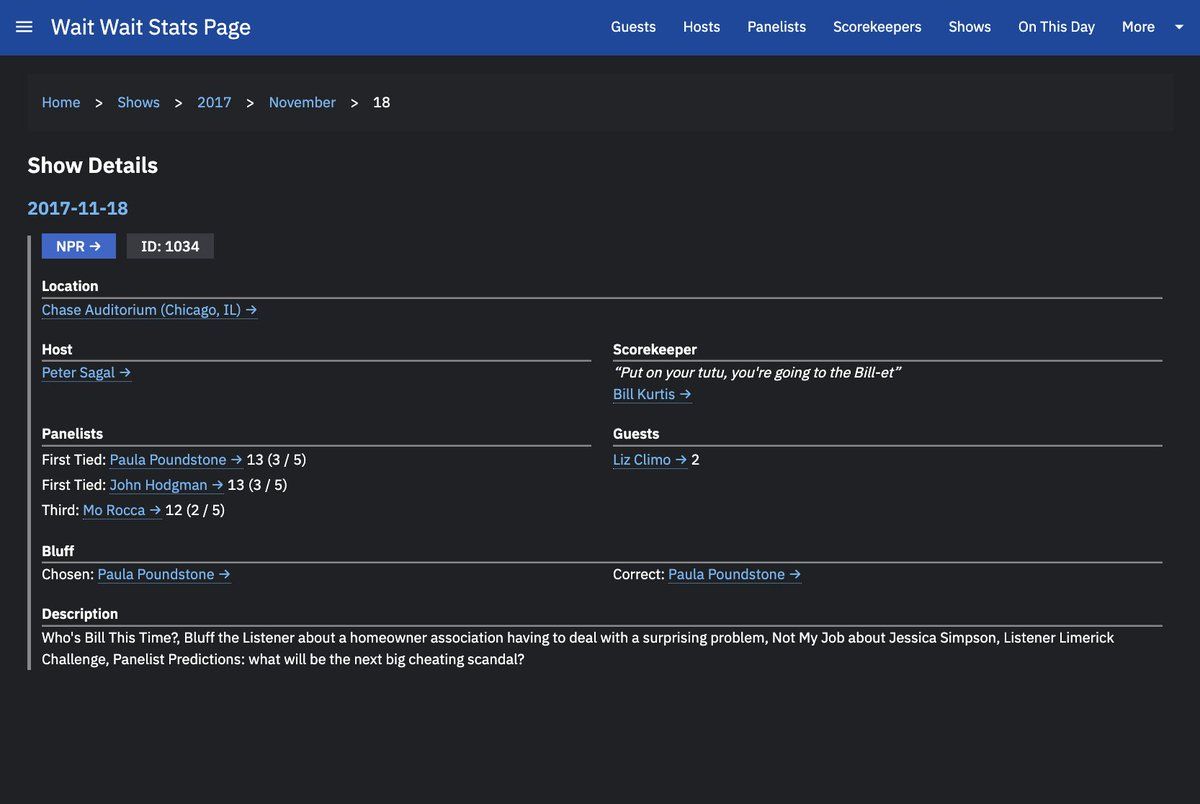 Wait Wait Stats Page
Guests Hosts Panelists Scorekeepers Shows On This Day More
Home > Shows > 2017 > November > 18
Show Details
2017-11-18
NPR → ID: 1034
Location
Chase Auditorium (Chicago, IL) →
Host
Peter Sagal →
Scorekeeper
“Put on your tutu, you're going to the Bill-et”
Bill Kurtis →
Panelists
First Tied: Paula Poundstone → 13 (3 / 5)
First Tied: John Hodgman → 13 (3 / 5)
Third: Mo Rocca → 12 (2 / 5)
Guests
Liz Climo → 2
Bluff
Chosen: Paula Poundstone →
Correct: Paula Poundstone →
Description
Who's Bill This Time?, Bluff the Listener about a homeowner association having to deal with a surprising problem, Not My Job about Jessica Simpson, Listener Limerick
Challenge, Panelist Predictions: what will be the next big cheating scandal?